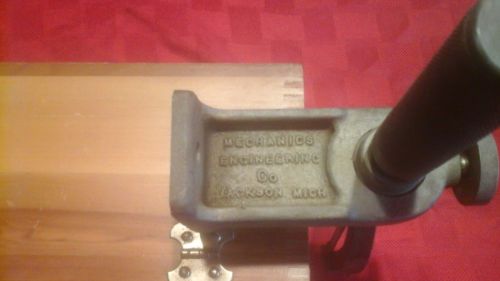 MECHANICS
ENGINEERING
Co
JACKSON MICH